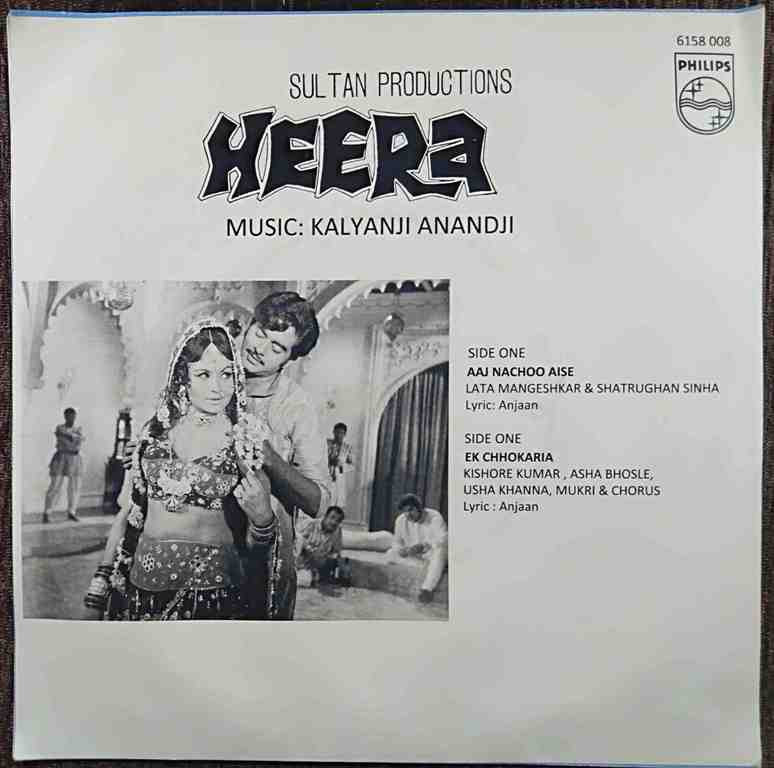 6158 008
PHILIPS
SULTAN PRODUCTIONS
HEERA
MUSIC: KALYANJI ANANDJI
SIDE ONE
AAJ NACHOO AISE
LATA MANGESHKAR & SHATRUGHAN SINHA
Lyric: Anjaan
SIDE ONE
EK CHHOKARIA
KISHORE KUMAR , ASHA BHOSLE,
USHA KHANNA, MUKRI & CHORUS
Lyric : Anjaan